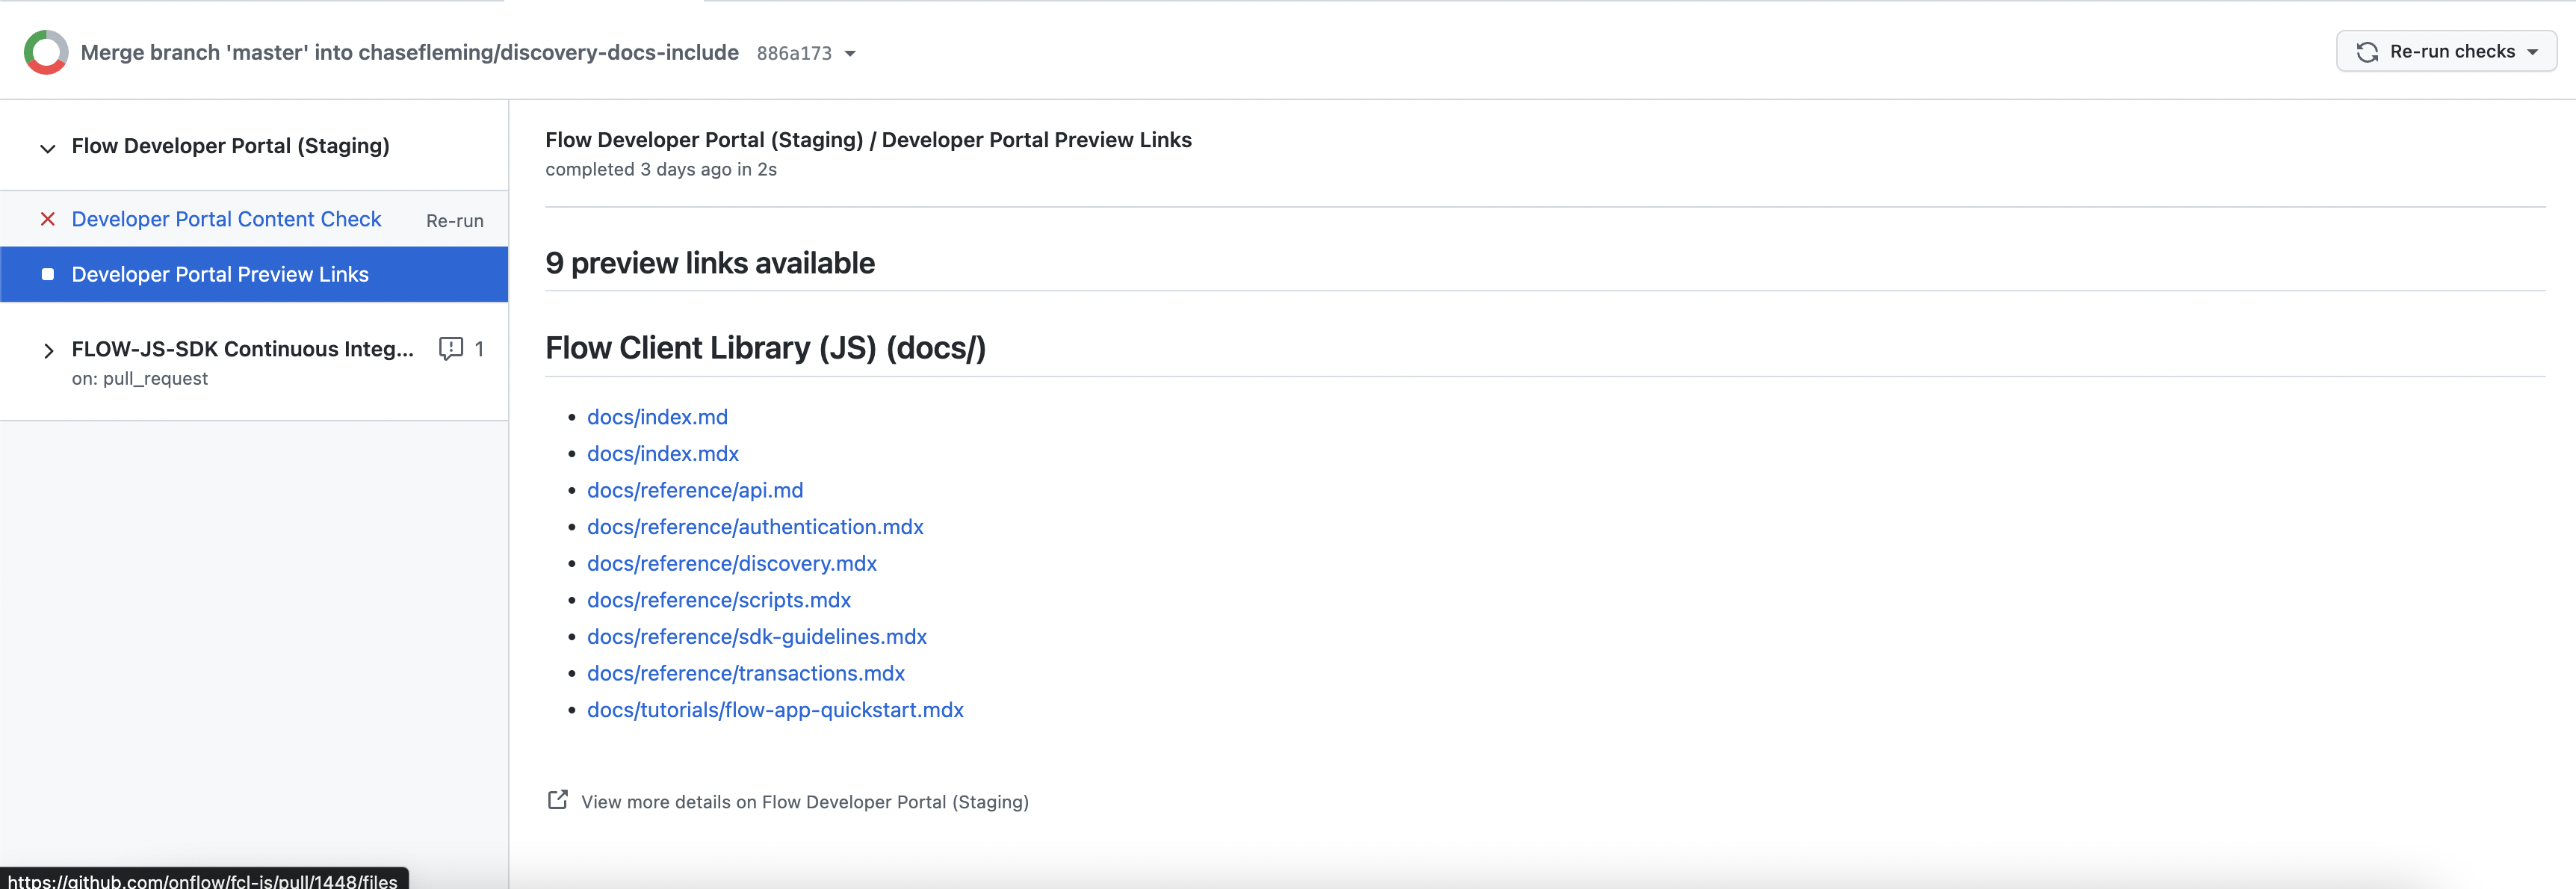 Merge branch 'master' into chasefleming/discovery-docs-include 886a173
Re-run checks
Flow Developer Portal (Staging)
Developer Portal Content Check Re-run
Developer Portal Preview Links
FLOW-JS-SDK Continuous Integ... 1
on: pull_request
Flow Developer Portal (Staging) / Developer Portal Preview Links
completed 3 days ago in 2s
9 preview links available
Flow Client Library (JS) (docs/)
• docs/index.md
• docs/index.mdx
• docs/reference/api.md
• docs/reference/authentication.mdx
• docs/reference/discovery.mdx
• docs/reference/scripts.mdx
• docs/reference/sdk-guidelines.mdx
• docs/reference/transactions.mdx
• docs/tutorials/flow-app-quickstart.mdx
View more details on Flow Developer Portal (Staging)
https://github.com/onflow/fcl-js/pull/1448/files